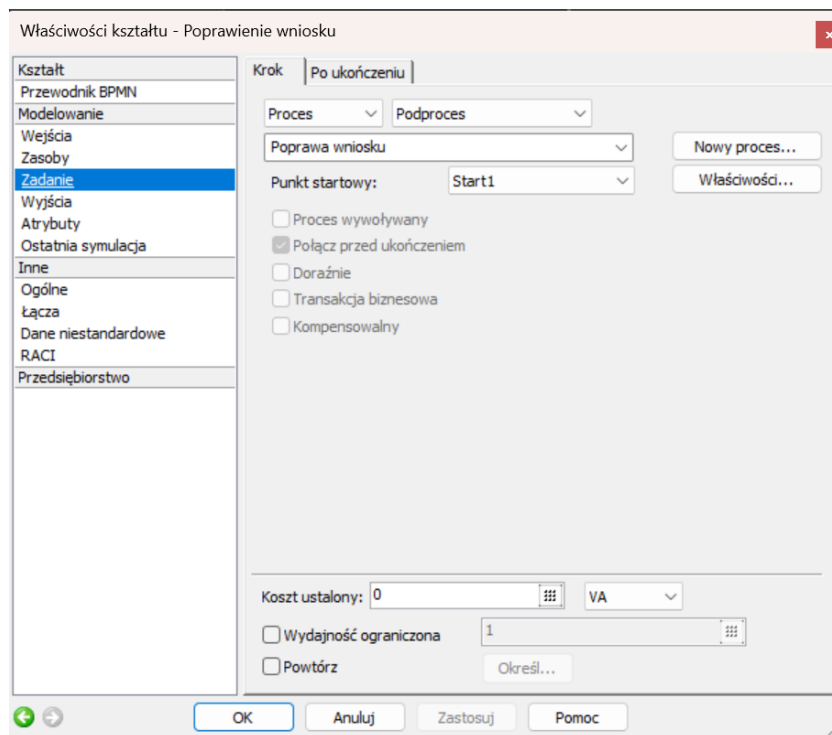 Właściwości kształtu - Poprawienie wniosku
Kształt
Przewodnik BPMN
Modelowanie
Wejścia
Zasoby
Zadanie
Wyjścia
Atrybuty
Ostatnia symulacja
Inne
Ogólne
Łącza
Dane niestandardowe
RACI
Przedsiębiorstwo
Krok
Po ukończeniu
Proces
Podproces
Poprawa wniosku
Nowy proces...
Punkt startowy:
Start1
Właściwości...
Proces wywoływany
Połącz przed ukończeniem
Doraźnie
Transakcja biznesowa
Kompensowalny
Koszt ustalony:
0
VA
Wydajność ograniczona
1
Powtórz
Określ...
OK
Anuluj
Zastosuj
Pomoc